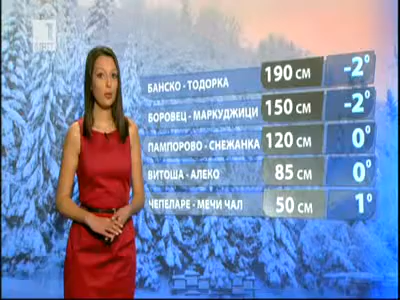 БНТ
БАНСКО - ТОДОРКА 190 СМ -2°
БОРОВЕЦ - МАРКУДЖИЦИ 150 СМ -2°
ПАМПОРОВО - СНЕЖАНКА 120 СМ 0°
ВИТОША - АЛЕКО 85 СМ 0°
ЧЕПЕЛАРЕ - МЕЧИ ЧАЛ 50 СМ 1°